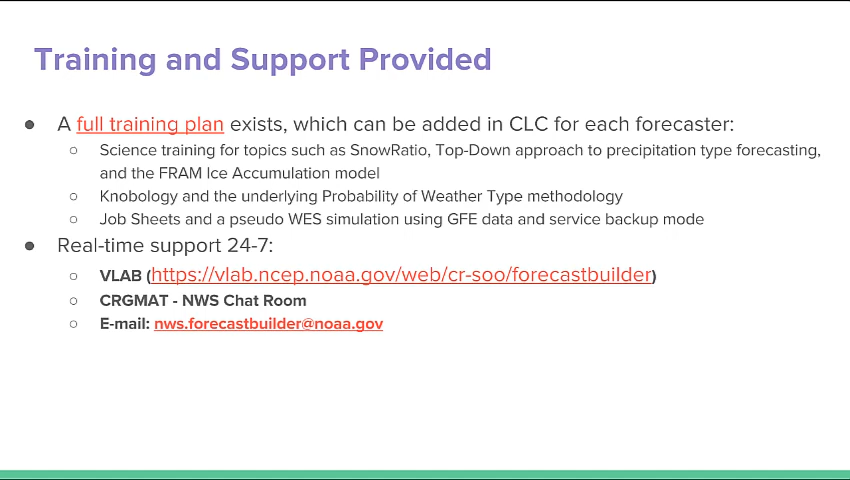 Training and Support Provided
● A full training plan exists, which can be added in CLC for each forecaster:
○ Science training for topics such as SnowRatio, Top-Down approach to precipitation type forecasting,
and the FRAM Ice Accumulation model
○ Knobology and the underlying Probability of Weather Type methodology
○ Job Sheets and a pseudo WES simulation using GFE data and service backup mode
● Real-time support 24-7:
○ VLAB (https://vlab.ncep.noaa.gov/web/cr-soo/forecastbuilder)
○ CRGMAT - NWS Chat Room
○ E-mail: nws.forecastbuilder@noaa.gov